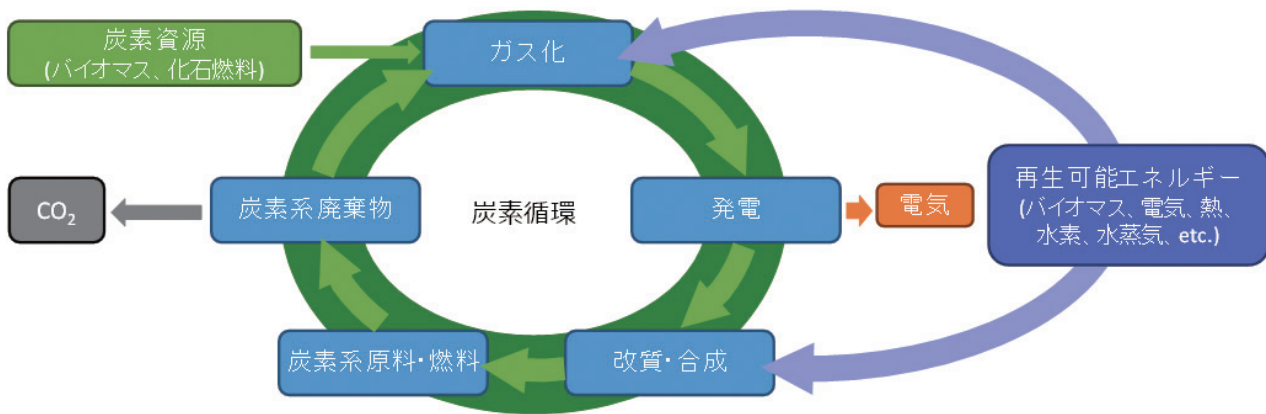 炭素資源
(バイオマス、化石燃料)
ガス化
CO₂
炭素系廃棄物
炭素循環
発電
電気
再生可能エネルギー
(バイオマス、電気、熱、
水素、水蒸気、etc.)
炭素系原料・燃料
改質・合成